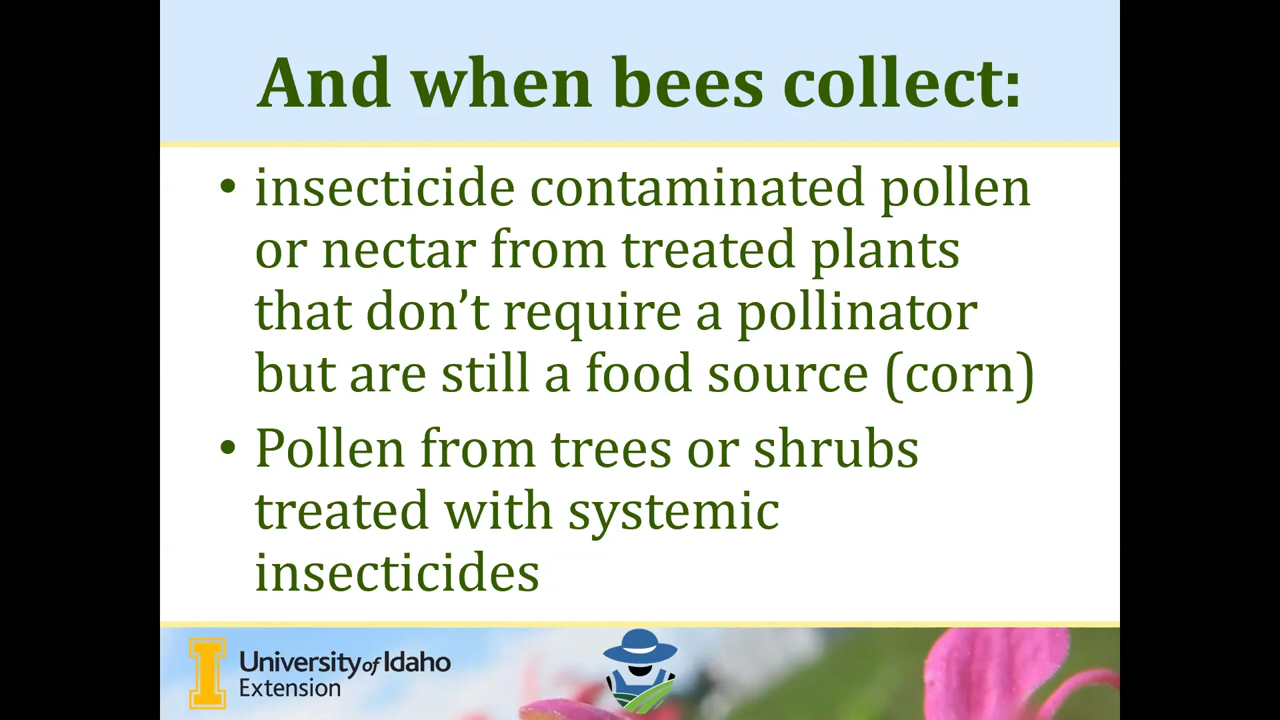 And when bees collect:
• insecticide contaminated pollen
or nectar from treated plants
that don’t require a pollinator
but are still a food source (corn)
• Pollen from trees or shrubs
treated with systemic
insecticides
I
University of Idaho
Extension